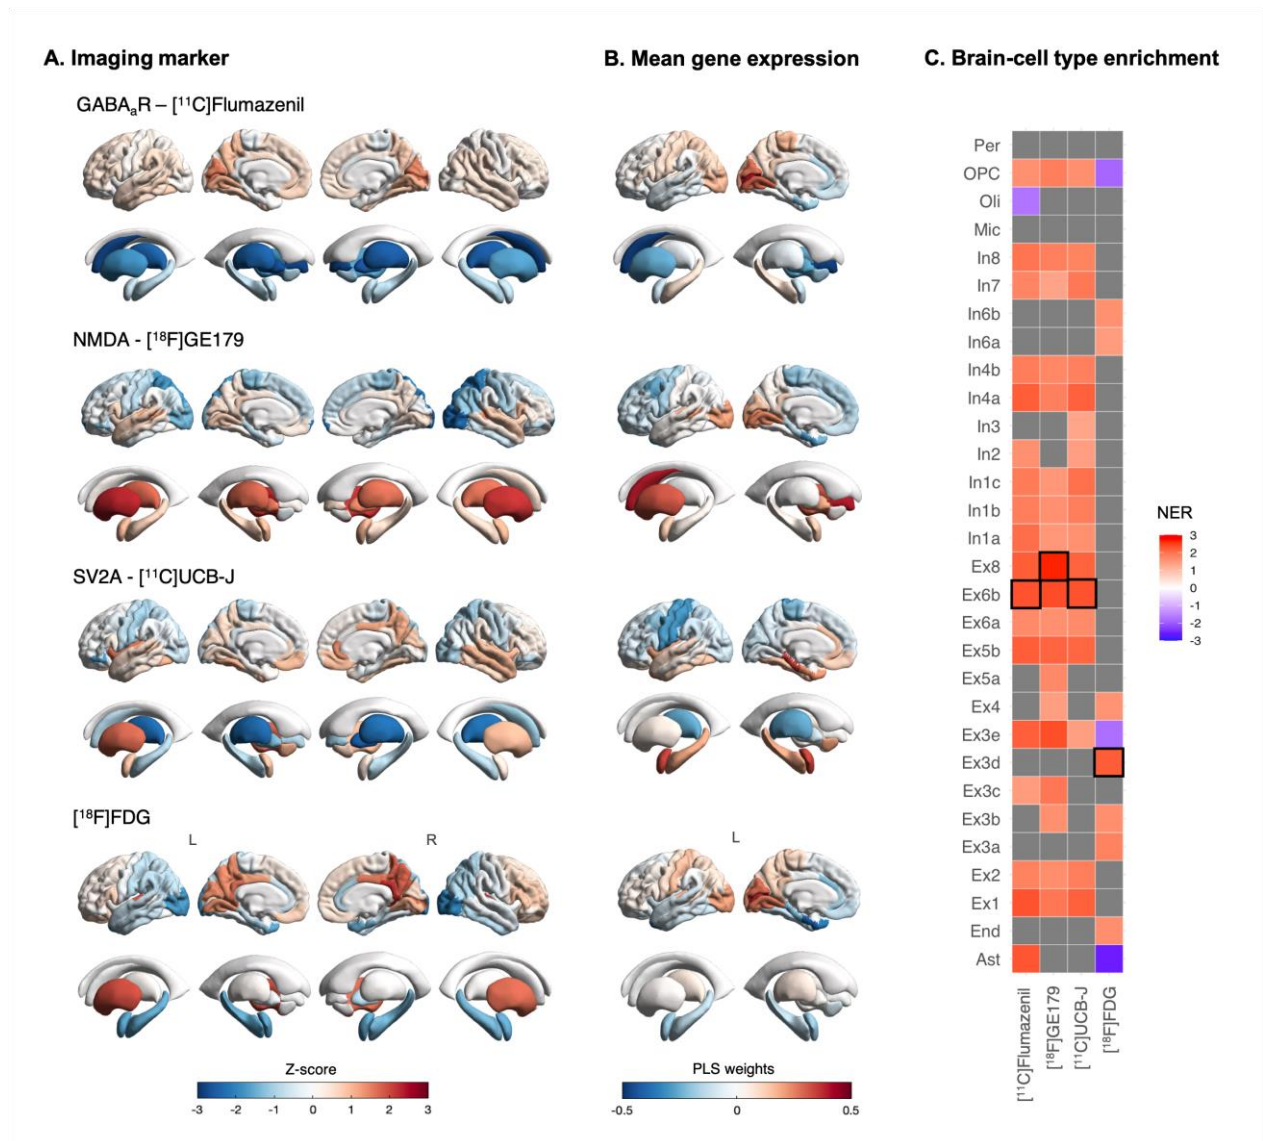 A. Imaging marker
B. Mean gene expression
C. Brain-cell type enrichment
GABAaR – [¹¹C]Flumazenil
NMDA - [¹⁸F]GE179
SV2A - [¹¹C]UCB-J
[¹⁸F]FDG
L
R
L
Z-score
-3 -2 -1 0 1 2 3
PLS weights
-0.5 0 0.5
Per
OPC
Oli
Mic
In8
In7
In6b
In6a
In4b
In4a
In3
In2
In1c
In1b
In1a
Ex8
Ex6b
Ex6a
Ex5b
Ex5a
Ex4
Ex3e
Ex3d
Ex3c
Ex3b
Ex3a
Ex2
Ex1
End
Ast
[¹¹C]Flumazenil
[¹⁸F]GE179
[¹¹C]UCB-J
[¹⁸F]FDG
NER
3
2
1
0
-1
-2
-3